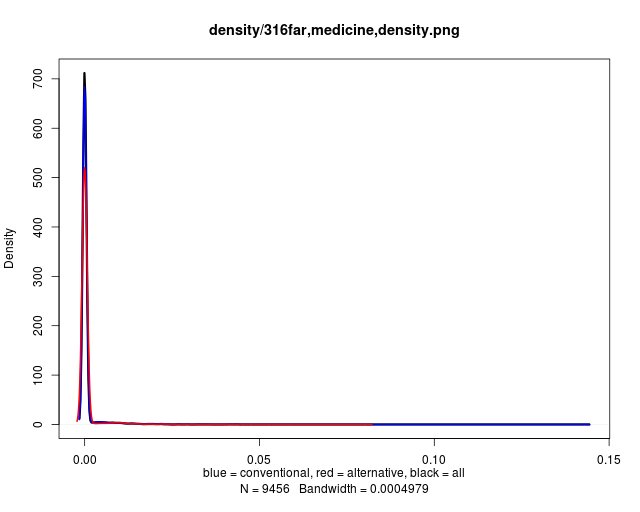 density/316far,medicine,density.png
Density
700
600
500
400
300
200
100
0
0.00 0.05 0.10 0.15
blue = conventional, red = alternative, black = all
N = 9456 Bandwidth = 0.0004979